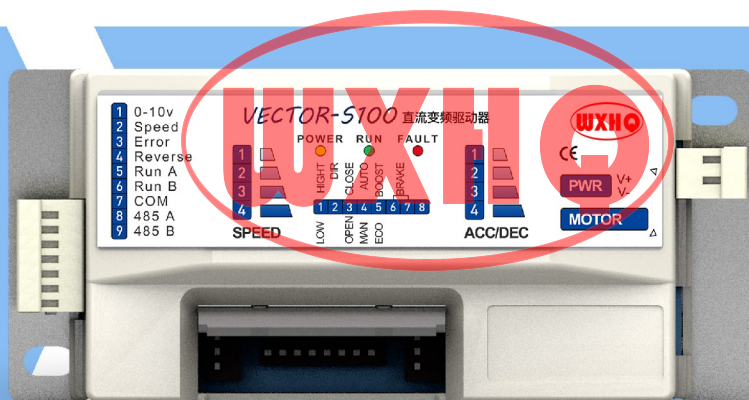 WXHQ
VECTOR-S100 直流变频驱动器
WXHQ
1 0-10v
2 Speed
3 Error
4 Reverse
5 Run A
6 Run B
7 COM
8 485 A
9 485 B
POWER RUN FAULT
CE
1
2
3
4
SPEED
HIGHT
DIR
CLOSE
AUTO
BOOST
BRAKE
1 2 3 4 5 6 7 8
LOW
OPEN
MAN
ECO
1
2
3
4
ACC/DEC
PWR V+
V-
MOTOR